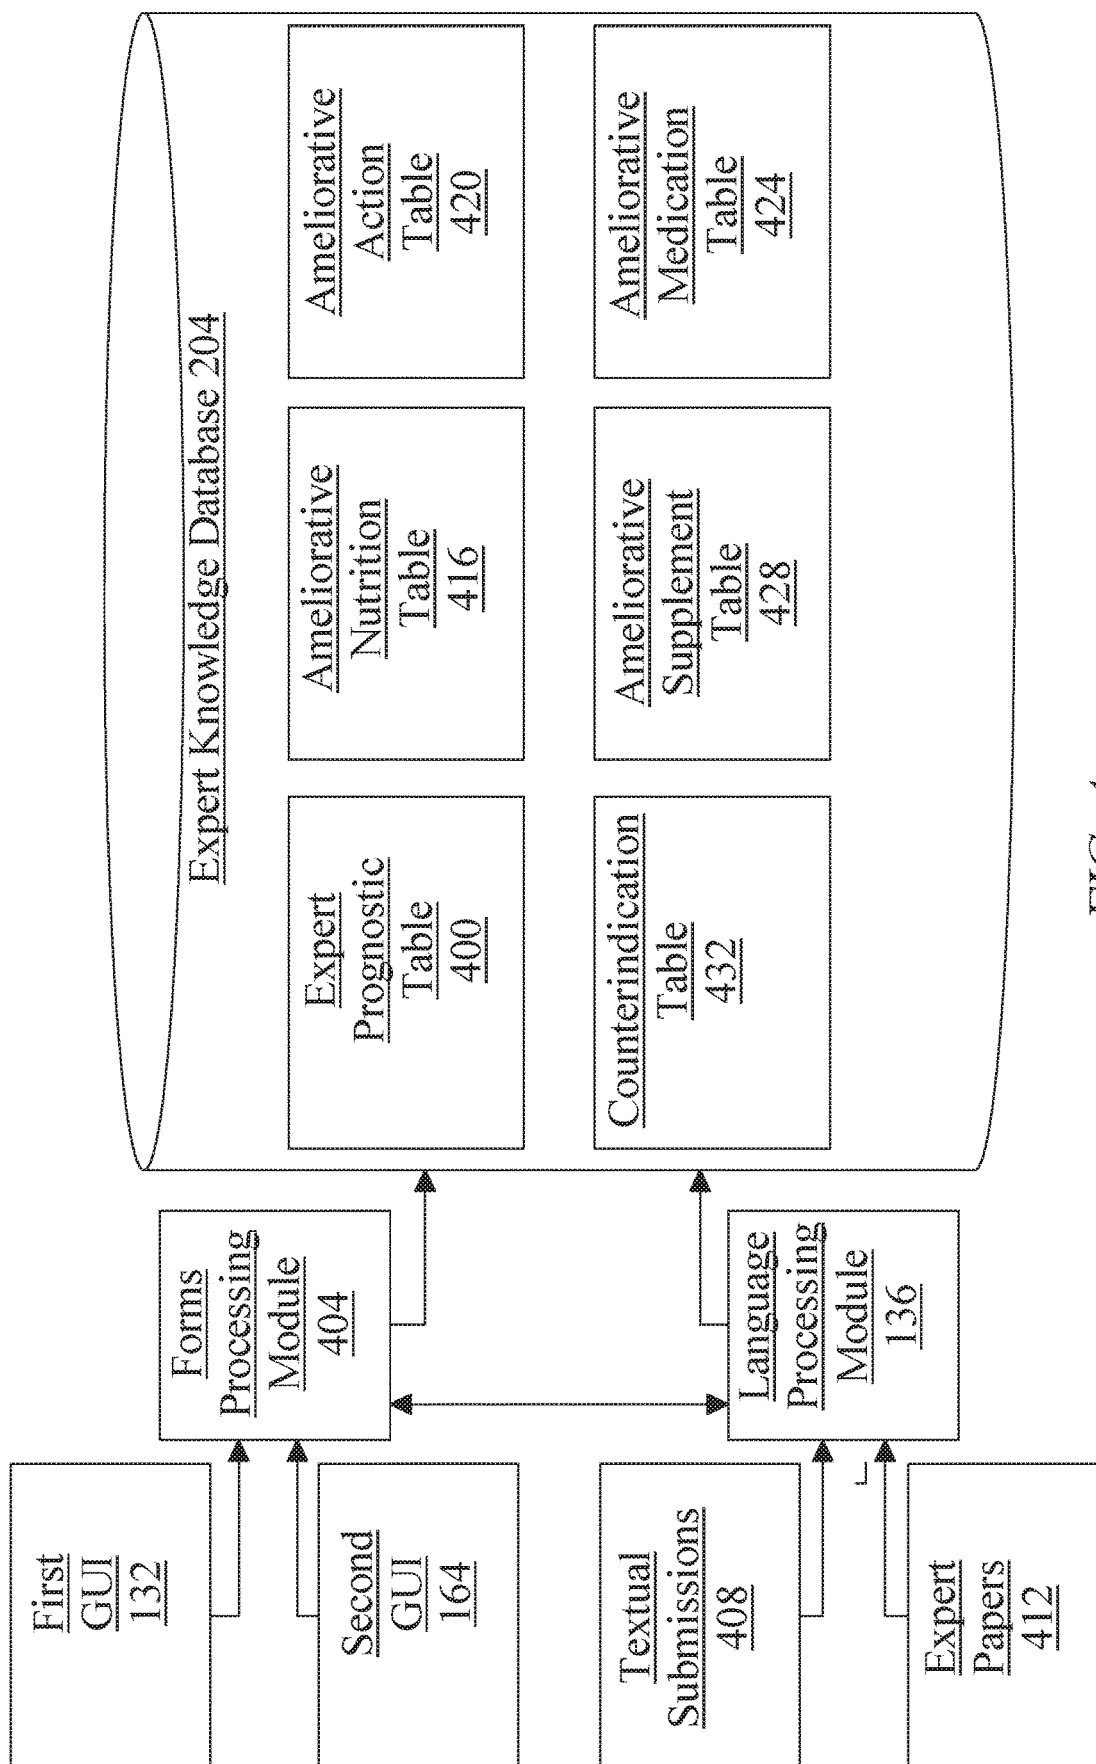 First
GUI
132
Second
GUI
164
Textual
Submissions
408
Expert
Papers
412
Forms
Processing
Module
404
Language
Processing
Module
136
Expert Knowledge Database 204
Expert
Prognostic
Table
400
Ameliorative
Nutrition
Table
416
Ameliorative
Action
Table
420
Counterindication
Table
432
Ameliorative
Supplement
Table
428
Ameliorative
Medication
Table
424
FIG. 4